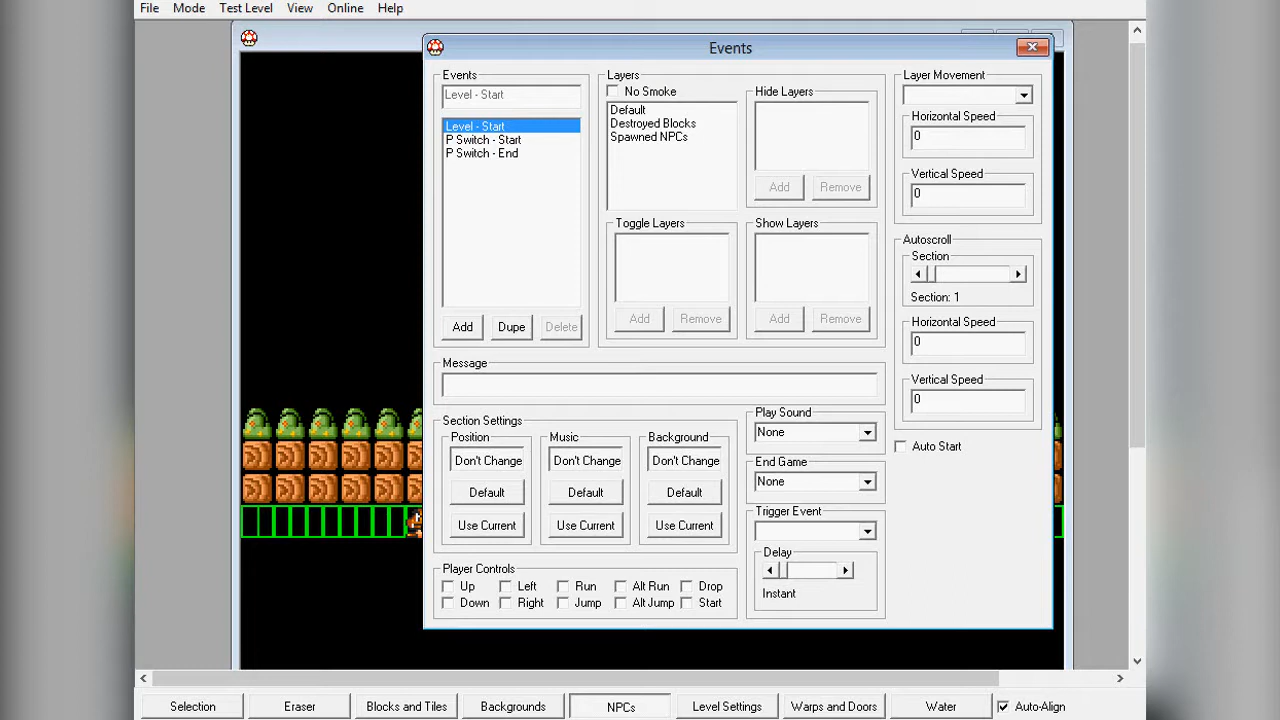 File Mode Test Level View Online Help
Events
Events
Level - Start
Level - Start
P Switch - Start
P Switch - End
Add Dupe Delete
Layers
No Smoke
Default
Destroyed Blocks
Spawned NPCs
Hide Layers
Add Remove
Toggle Layers
Add Remove
Show Layers
Add Remove
Layer Movement
Horizontal Speed
0
Vertical Speed
0
Autoscroll
Section
Section: 1
Horizontal Speed
0
Vertical Speed
0
Auto Start
Message
Section Settings
Position Music Background
Don't Change Don't Change Don't Change
Default Default Default
Use Current Use Current Use Current
Play Sound
None
End Game
None
Trigger Event
Delay
Instant
Player Controls
Up Left Run Alt Run Drop
Down Right Jump Alt Jump Start
Selection Eraser Blocks and Tiles Backgrounds NPCs Level Settings Warps and Doors Water Auto-Align